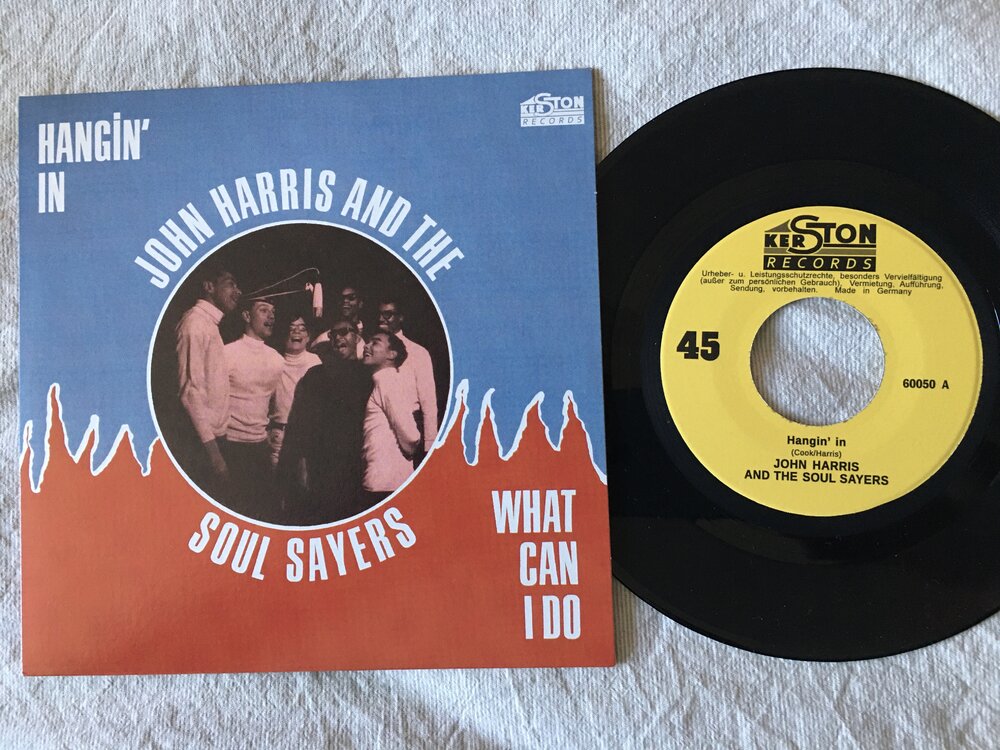 HANGiN'
IN
KERSTON
RECORDS
JOHN HARRIS AND THE
SOUL SAYERS
WHAT
CAN
I DO
KERSTON
RECORDS
Urheber- u. Leistungsschutzrechte, besonders Vervielfältigung
(außer zum persönlichen Gebrauch), Vermietung, Aufführung,
Sendung, vorbehalten. Made in Germany
45
60050 A
Hangin' in
(Cook/Harris)
JOHN HARRIS
AND THE SOUL SAYERS